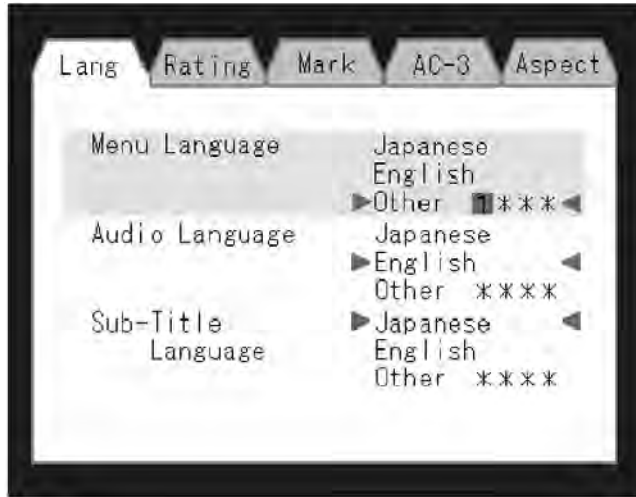 Lang Rating Mark AC-3 Aspect
Menu Language Japanese
English
▶Other 1***◀
Audio Language Japanese
▶English ◀
Other ****
Sub-Title ▶Japanese ◀
Language English
Other ****